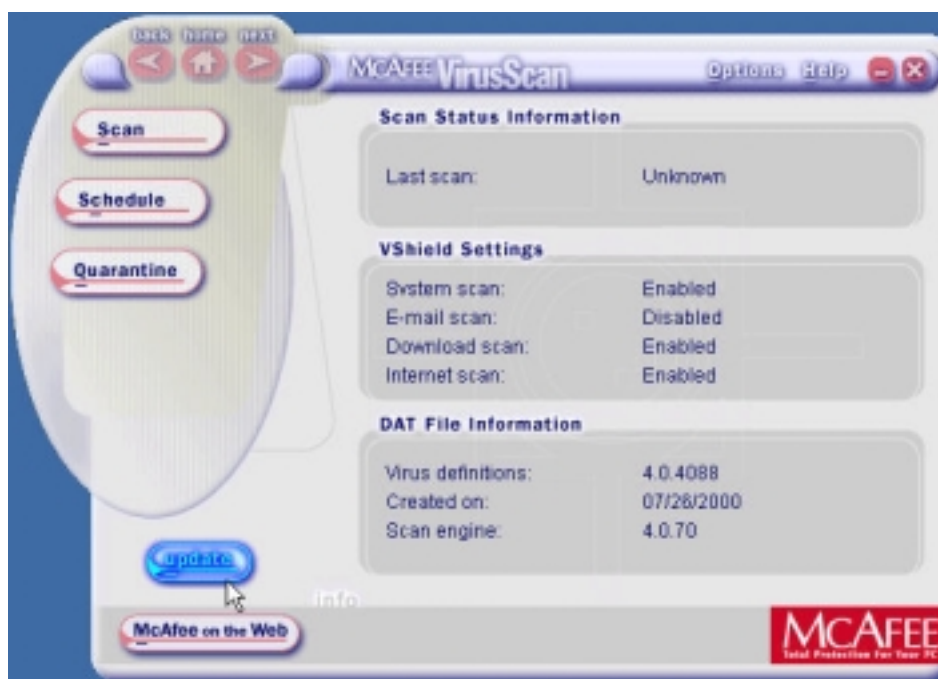 back home next
McAfee VirusScan
Options Help
Scan
Schedule
Quarantine
Scan Status Information
Last scan: Unknown
VShield Settings
System scan: Enabled
E-mail scan: Disabled
Download scan: Enabled
Internet scan: Enabled
DAT File Information
Virus definitions: 4.0.4088
Created on: 07/26/2000
Scan engine: 4.0.70
update
info
McAfee on the Web
McAFEE
Total Protection For Your PC